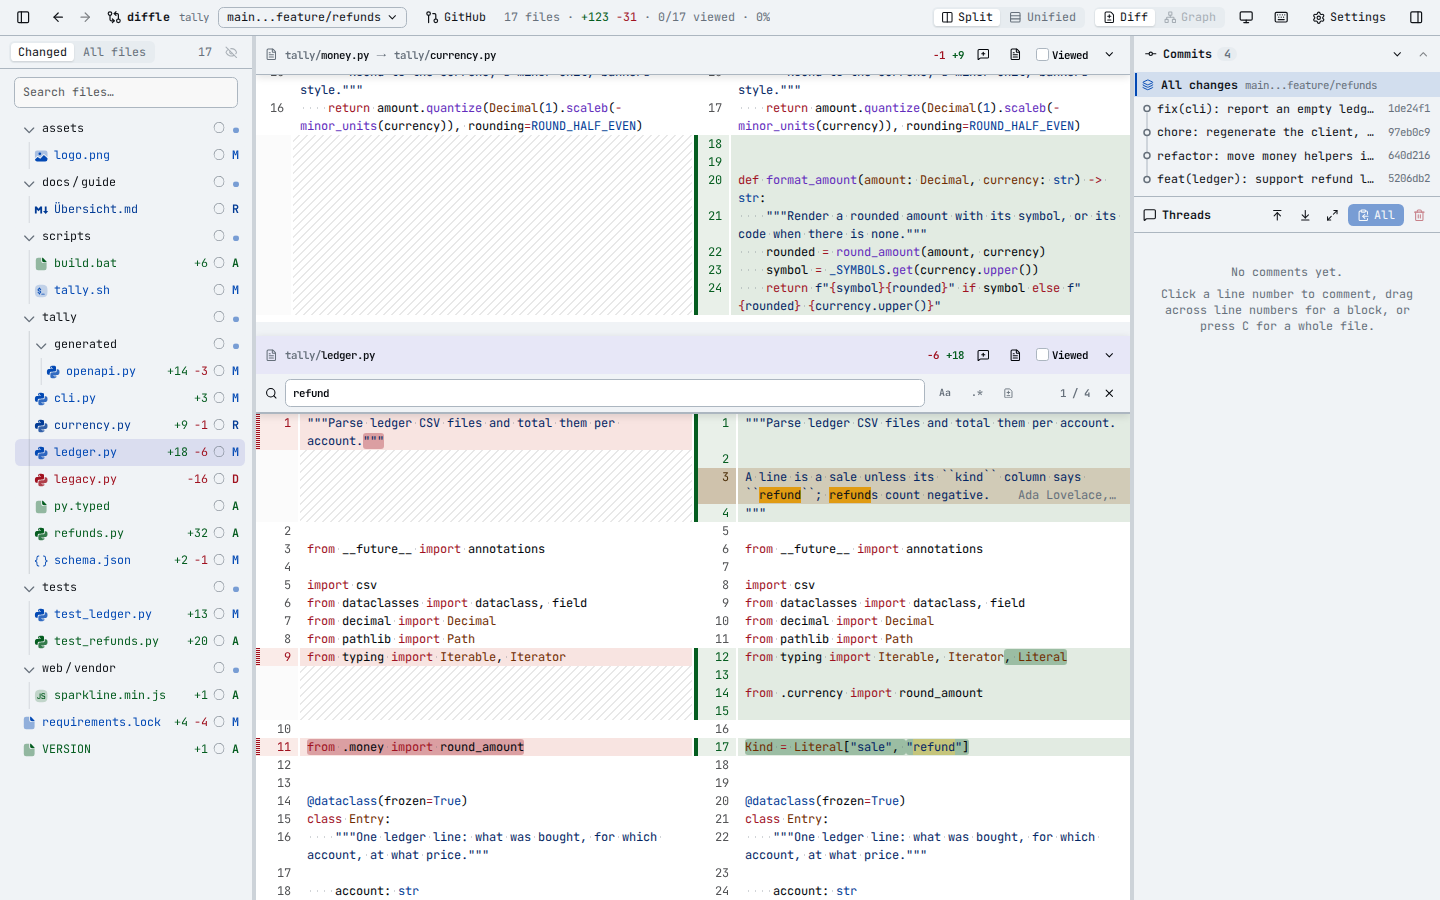 diffle tally main...feature/refunds GitHub 17 files · +123 -31 · 0/17 viewed · 0% Split Unified Diff Graph Settings
Changed All files 17
Search files…
assets
logo.png M
docs/guide
Übersicht.md R
scripts
build.bat +6 A
tally.sh M
tally
generated
openapi.py +14 -3 M
cli.py +3 M
currency.py +9 -1 R
ledger.py +18 -6 M
legacy.py -16 D
py.typed A
refunds.py +32 A
schema.json +2 -1 M
tests
test_ledger.py +13 M
test_refunds.py +20 A
web/vendor
sparkline.min.js +1 A
requirements.lock +4 -4 M
VERSION +1 A
tally/money.py → tally/currency.py -1 +9 Viewed
style."""
16 return amount.quantize(Decimal(1).scaleb(-
minor_units(currency)), rounding=ROUND_HALF_EVEN)
style."""
17 return amount.quantize(Decimal(1).scaleb(-
minor_units(currency)), rounding=ROUND_HALF_EVEN)
18
19
20 def format_amount(amount: Decimal, currency: str) ->
str:
21 """Render a rounded amount with its symbol, or its
code when there is none."""
22 rounded = round_amount(amount, currency)
23 symbol = _SYMBOLS.get(currency.upper())
24 return f"{symbol}{rounded}" if symbol else f"
{rounded} {currency.upper()}"
tally/ledger.py -6 +18 Viewed
refund Aa .* 1 / 4
1 """Parse ledger CSV files and total them per
account."""
2
3 from __future__ import annotations
4
5 import csv
6 from dataclasses import dataclass, field
7 from decimal import Decimal
8 from pathlib import Path
9 from typing import Iterable, Iterator
10
11 from .money import round_amount
12
13
14 @dataclass(frozen=True)
15 class Entry:
16 """One ledger line: what was bought, for which
account, at what price."""
17
18 account: str
1 """Parse ledger CSV files and total them per account.
2
3 A line is a sale unless its ``kind`` column says
``refund``; refunds count negative. Ada Lovelace,…
4 """
5
6 from __future__ import annotations
7
8 import csv
9 from dataclasses import dataclass, field
10 from decimal import Decimal
11 from pathlib import Path
12 from typing import Iterable, Iterator, Literal
13
14 from .currency import round_amount
15
16
17 Kind = Literal["sale", "refund"]
18
19
20 @dataclass(frozen=True)
21 class Entry:
22 """One ledger line: what was bought, for which
account, at what price."""
23
24 account: str
Commits 4
All changes main...feature/refunds
fix(cli): report an empty ledg… 1de24f1
chore: regenerate the client, … 97eb0c9
refactor: move money helpers i… 640d216
feat(ledger): support refund l… 5206db2
Threads All
No comments yet.
Click a line number to comment, drag
across line numbers for a block, or
press C for a whole file.